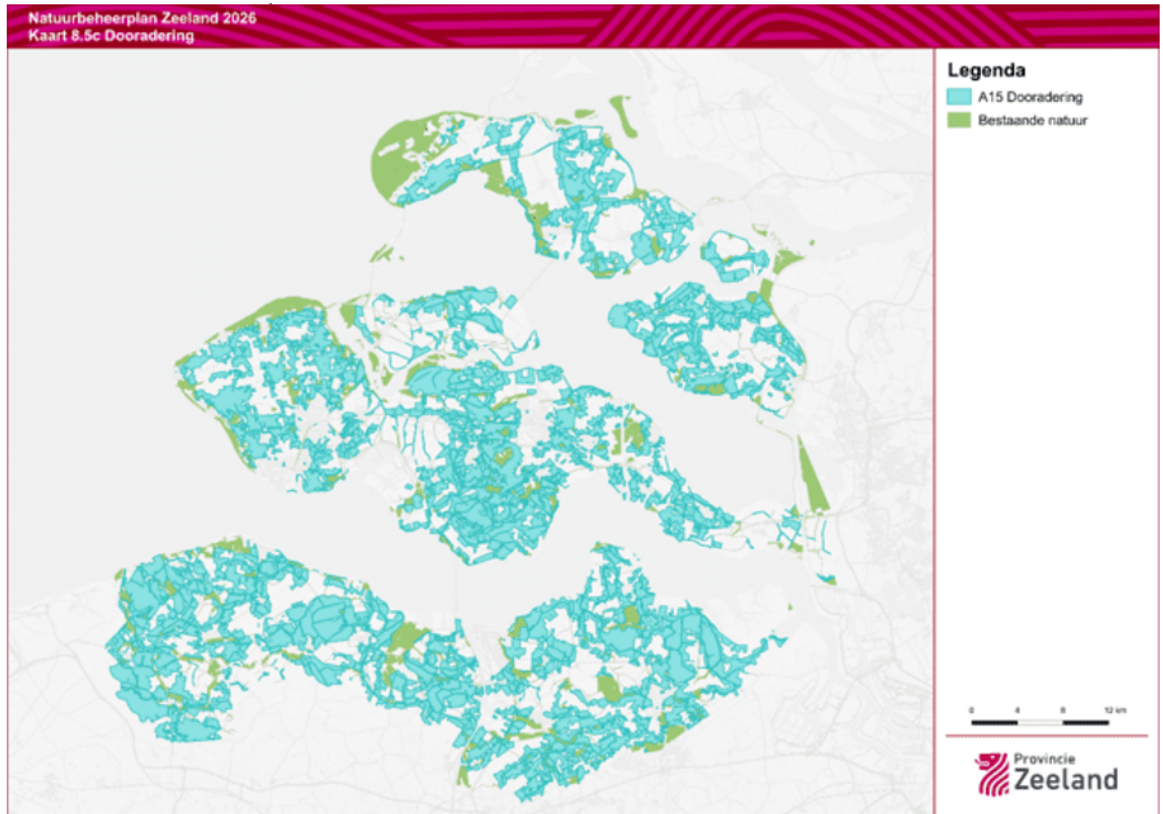 Natuurbeheerplan Zeeland 2026
Kaart 8.5c Dooradering
Legenda
A15 Dooradering
Bestaande natuur
0 4 8 12 km
Provincie
Zeeland